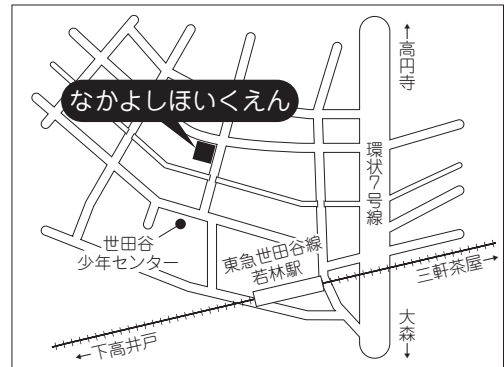 ↑高円寺
なかよしほいくえん
環状7号線
世田谷
少年センター
東急世田谷線
若林駅
三軒茶屋→
大森↓
←下高井戸